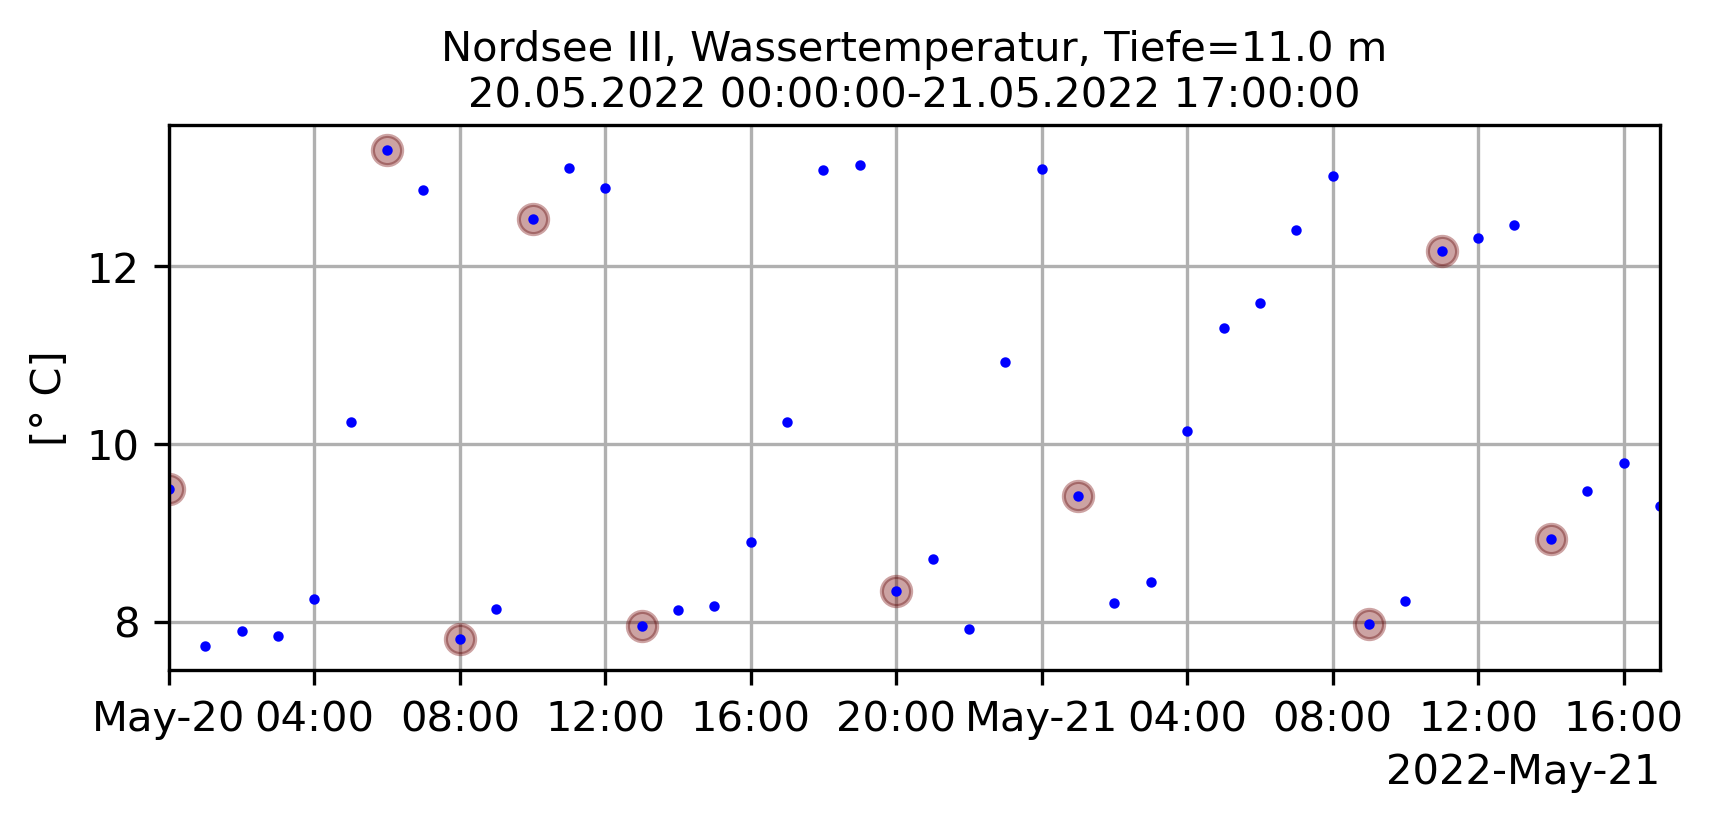 Nordsee III, Wassertemperatur, Tiefe=11.0 m
20.05.2022 00:00:00-21.05.2022 17:00:00
[° C]
12
10
8
May-20 04:00 08:00 12:00 16:00 20:00 May-21 04:00 08:00 12:00 16:00
2022-May-21